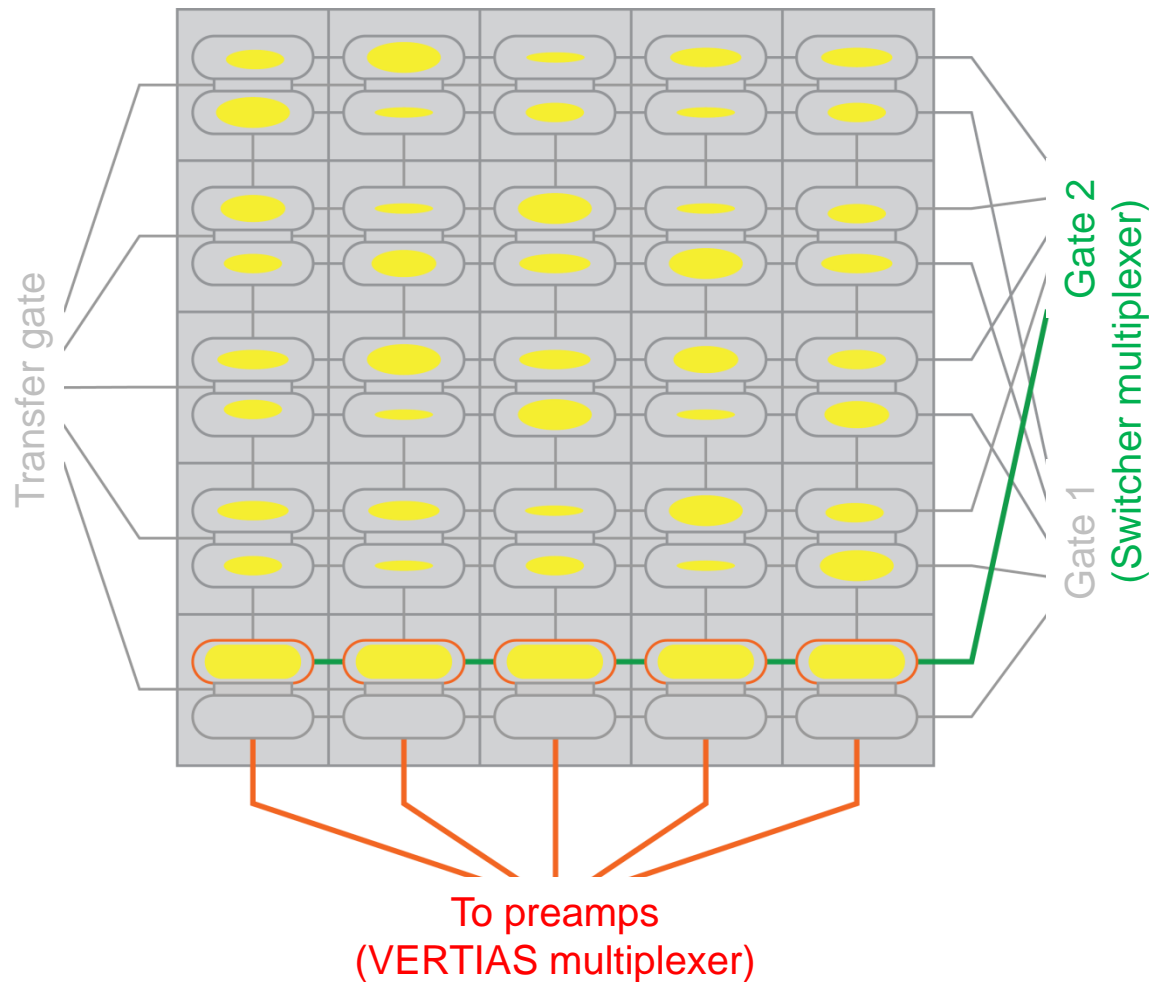 Transfer gate
Gate 2
(Switcher multiplexer)
Gate 1
To preamps
(VERTIAS multiplexer)